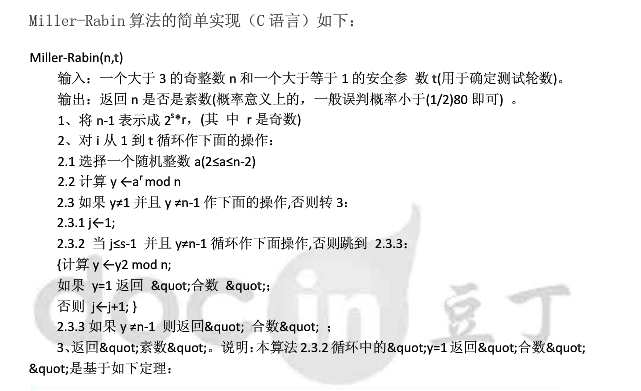 Miller-Rabin 算法的简单实现（C 语言）如下：
Miller-Rabin(n,t)
输入：一个大于 3 的奇整数 n 和一个大于等于 1 的安全参 数 t(用于确定测试轮数)。
输出：返回 n 是否是素数(概率意义上的，一般误判概率小于(1/2)80 即可) 。
1、将 n-1 表示成 2ˢ*r，(其 中 r 是奇数)
2、对 i 从 1 到 t 循环作下面的操作：
2.1 选择一个随机整数 a(2≤a≤n-2)
2.2 计算 y ←aʳ mod n
2.3 如果 y≠1 并且 y ≠n-1 作下面的操作,否则转 3：
2.3.1 j←1;
2.3.2 当 j≤s-1 并且 y≠n-1 循环作下面操作,否则跳到 2.3.3：
{计算 y ←y2 mod n;
如果 y=1 返回 &quot;合数 &quot;;
否则 j←j+1; }
2.3.3 如果 y ≠n-1 则返回&quot; 合数&quot; ；
3、返回&quot;素数&quot;。说明：本算法 2.3.2 循环中的&quot;y=1 返回&quot;合数&quot;
&quot;是基于如下定理：
docin 豆丁